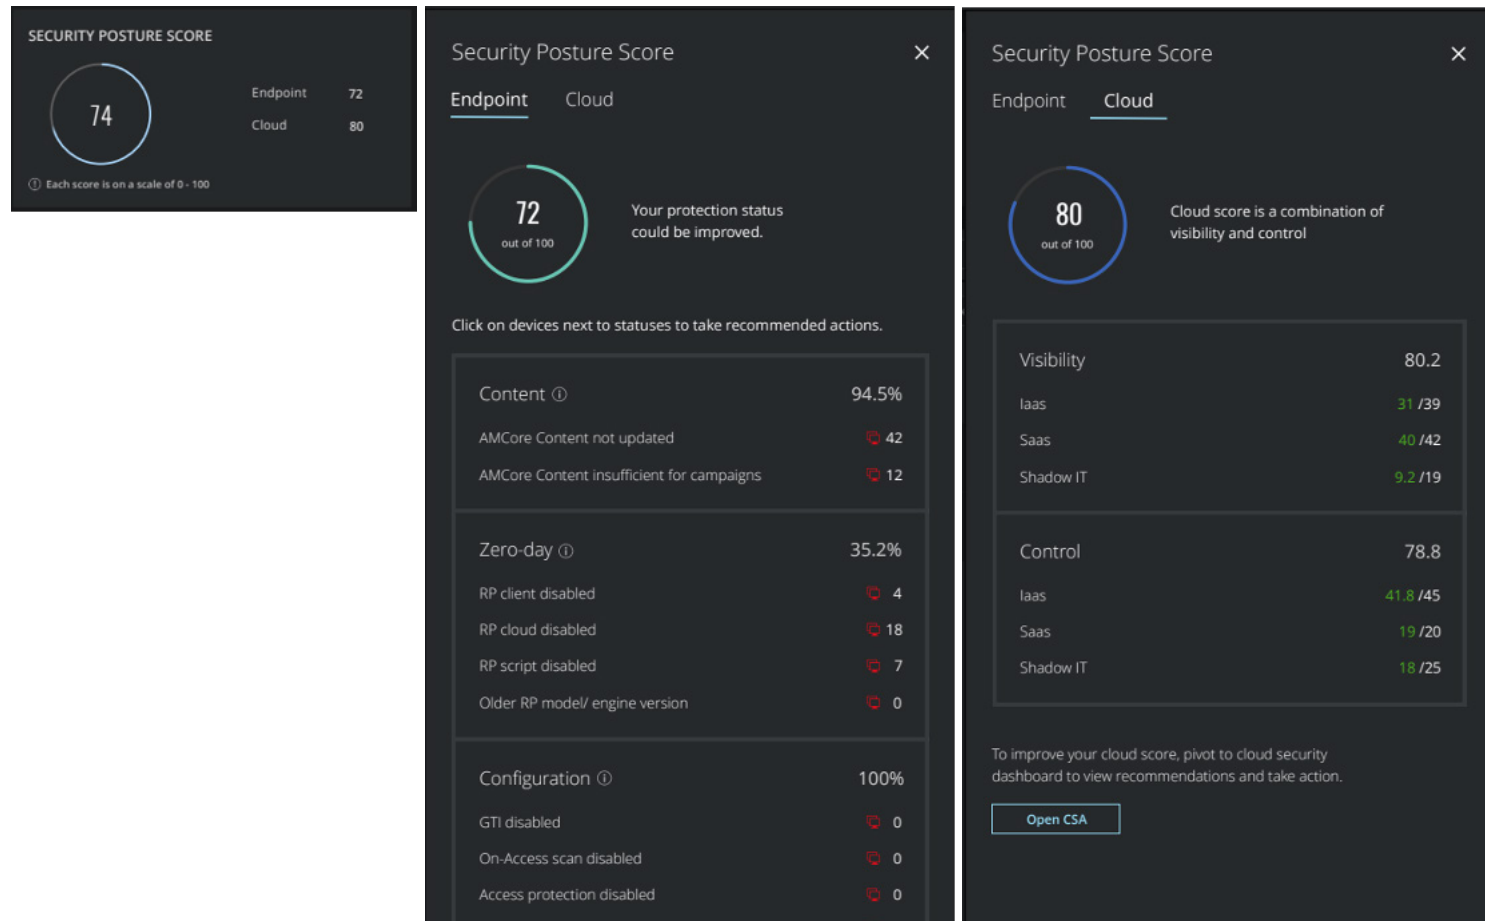 SECURITY POSTURE SCORE
74
Endpoint 72
Cloud 80
Each score is on a scale of 0 - 100
Security Posture Score
Endpoint Cloud
72
out of 100
Your protection status
could be improved.
Click on devices next to statuses to take recommended actions.
Content 94.5%
AMCore Content not updated 42
AMCore Content insufficient for campaigns 12
Zero-day 35.2%
RP client disabled 4
RP cloud disabled 18
RP script disabled 7
Older RP model/ engine version 0
Configuration 100%
GTI disabled 0
On-Access scan disabled 0
Access protection disabled 0
Security Posture Score
Endpoint Cloud
80
out of 100
Cloud score is a combination of
visibility and control
Visibility 80.2
Iaas 31 /39
Saas 40 /42
Shadow IT 9.2 /19
Control 78.8
Iaas 41.8 /45
Saas 19 /20
Shadow IT 18 /25
To improve your cloud score, pivot to cloud security
dashboard to view recommendations and take action.
Open CSA